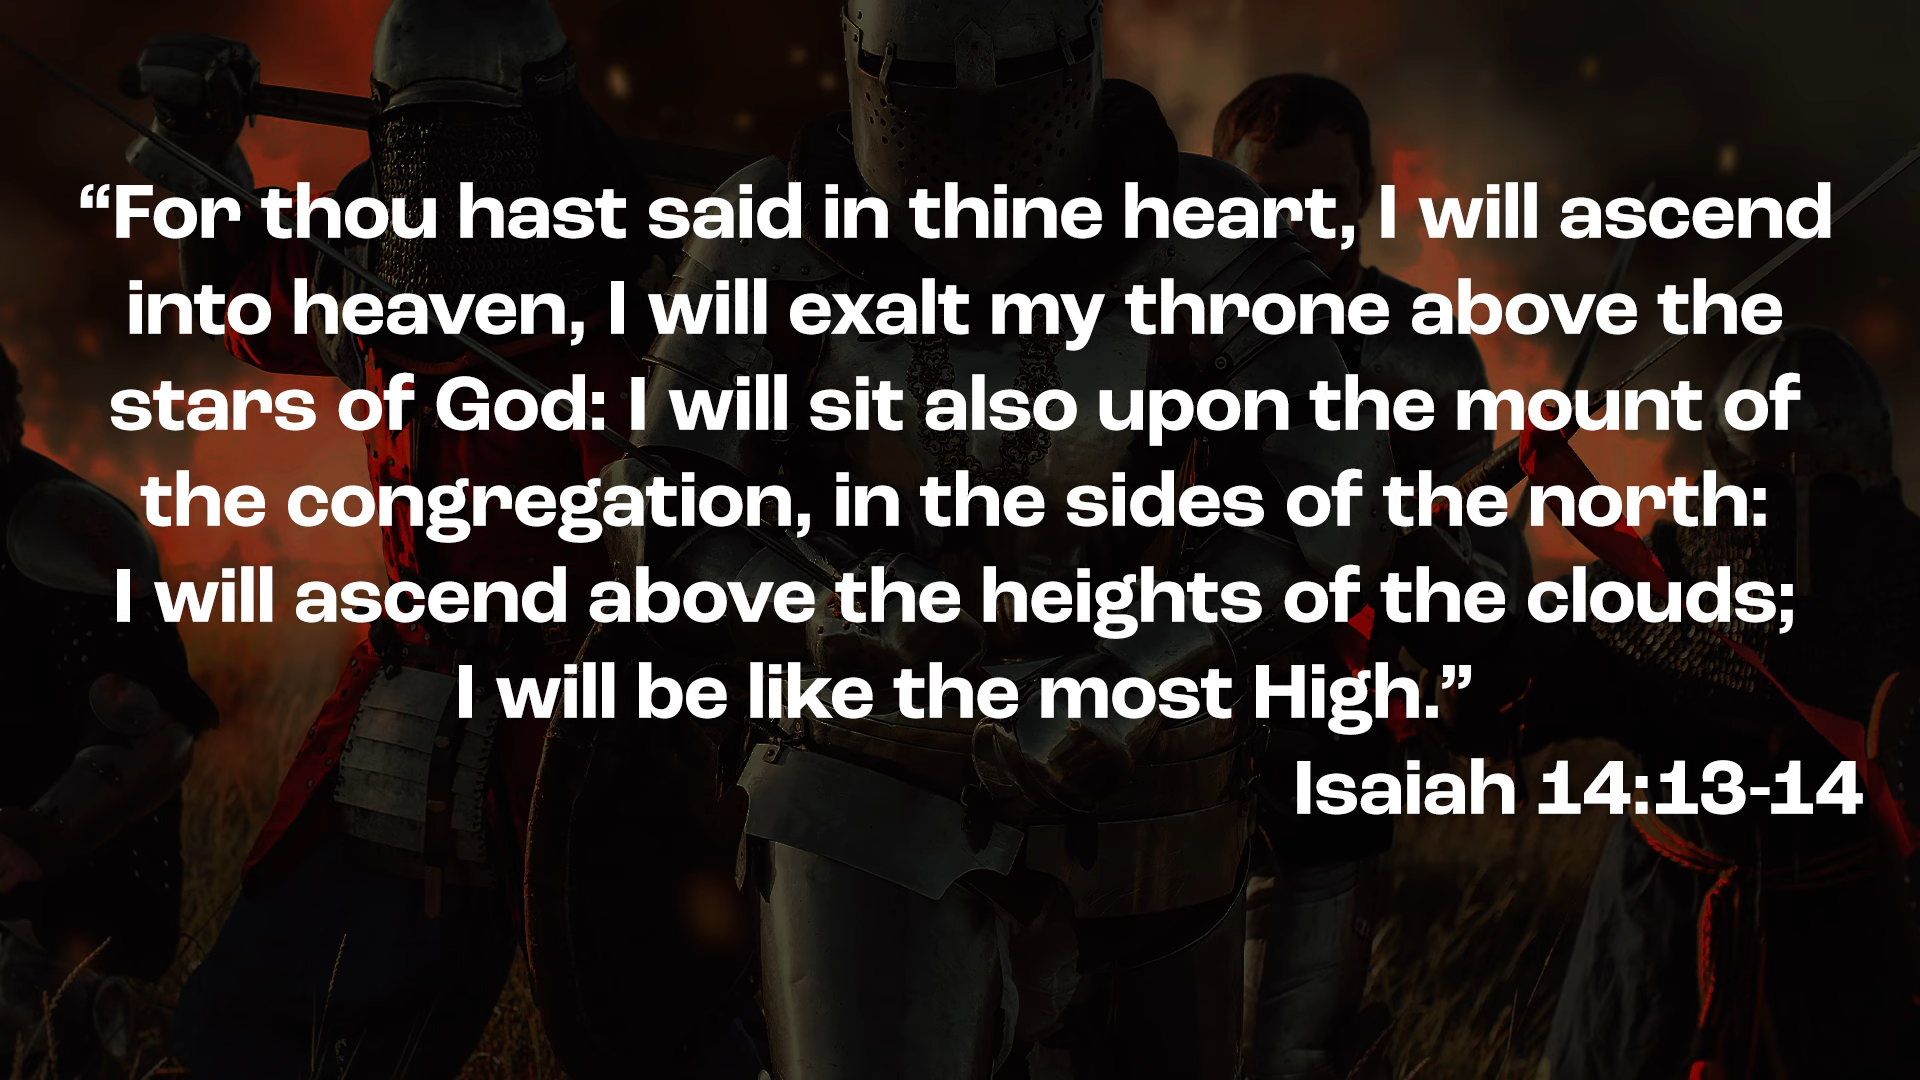 “For thou hast said in thine heart, I will ascend
into heaven, I will exalt my throne above the
stars of God: I will sit also upon the mount of
the congregation, in the sides of the north:
I will ascend above the heights of the clouds;
I will be like the most High.”
Isaiah 14:13-14